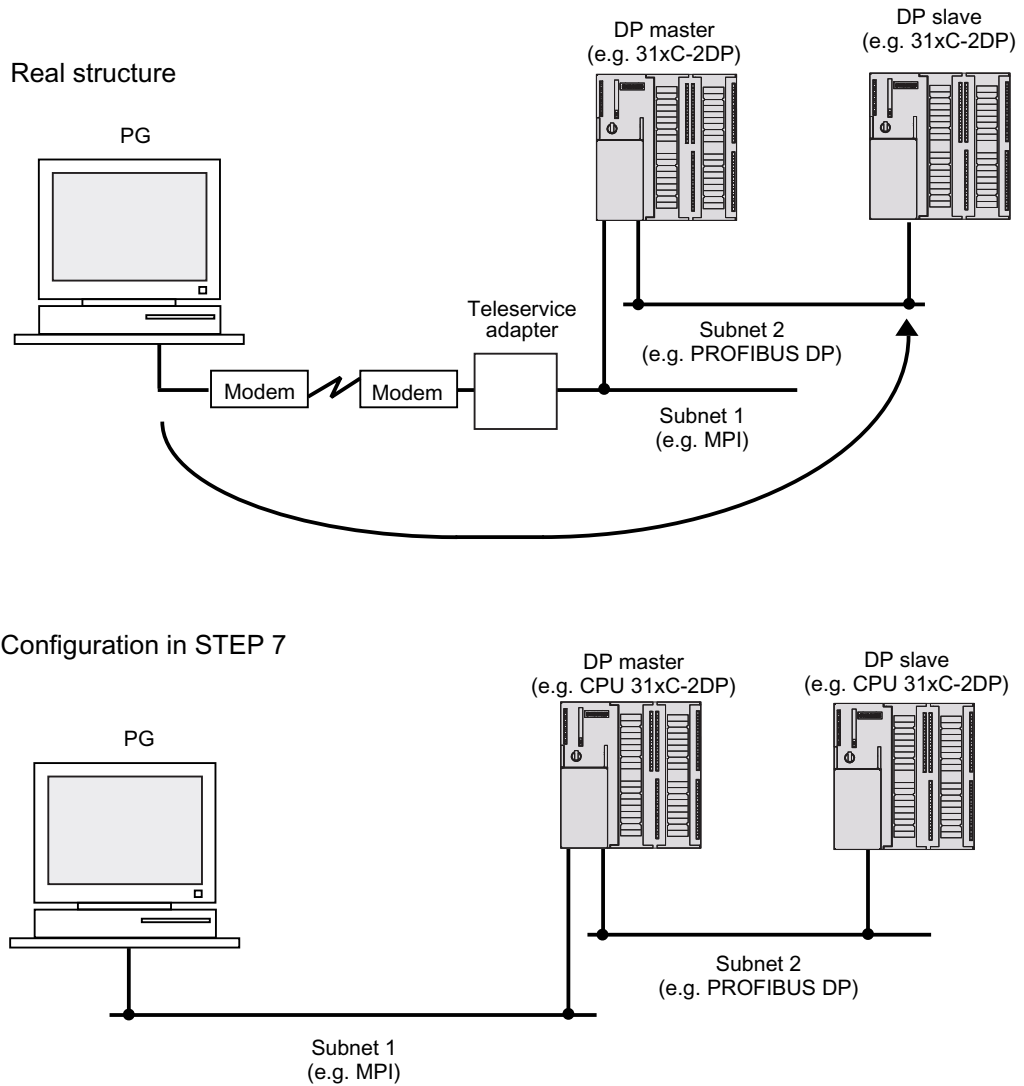 Real structure
DP master
(e.g. 31xC-2DP)
DP slave
(e.g. 31xC-2DP)
PG
Teleservice
adapter
Modem
Modem
Subnet 2
(e.g. PROFIBUS DP)
Subnet 1
(e.g. MPI)
Configuration in STEP 7
DP master
(e.g. CPU 31xC-2DP)
DP slave
(e.g. CPU 31xC-2DP)
PG
Subnet 2
(e.g. PROFIBUS DP)
Subnet 1
(e.g. MPI)